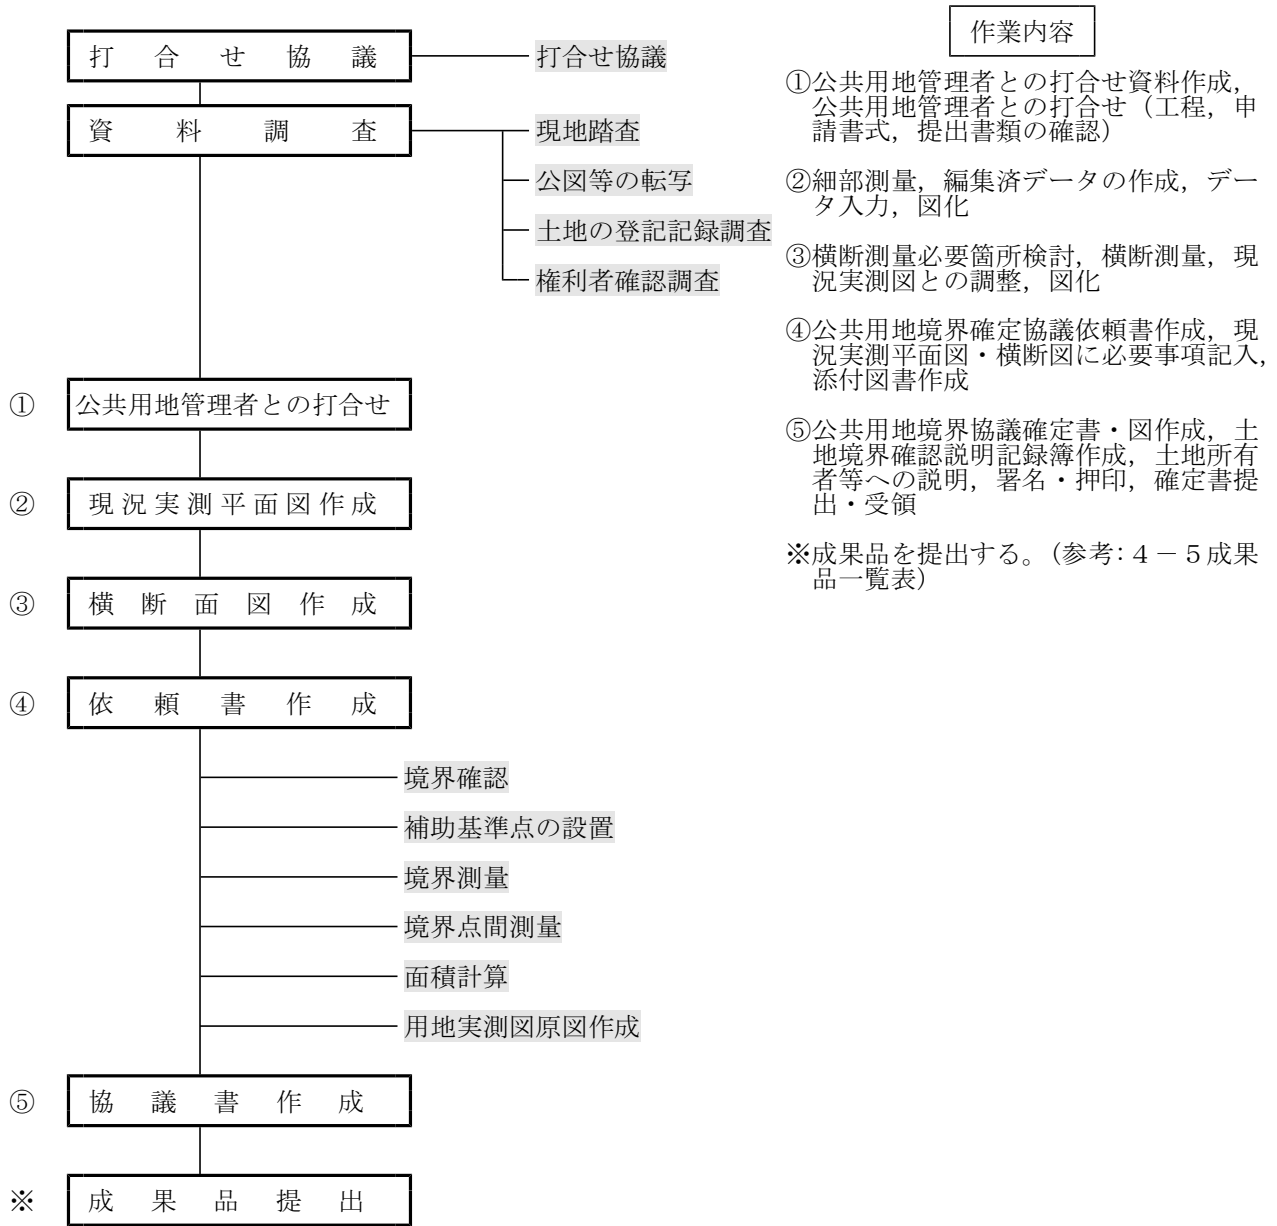 打合せ協議
打合せ協議
資料調査
現地踏査
公図等の転写
土地の登記記録調査
権利者確認調査
① 公共用地管理者との打合せ
② 現況実測平面図作成
③ 横断面図作成
④ 依頼書作成
境界確認
補助基準点の設置
境界測量
境界点間測量
面積計算
用地実測図原図作成
⑤ 協議書作成
※ 成果品提出
作業内容
①公共用地管理者との打合せ資料作成，
公共用地管理者との打合せ（工程，申
請書式，提出書類の確認）
②細部測量，編集済データの作成，デー
タ入力，図化
③横断測量必要箇所検討，横断測量，現
況実測図との調整，図化
④公共用地境界確定協議依頼書作成，現
況実測平面図・横断図に必要事項記入，
添付図書作成
⑤公共用地境界協議確定書・図作成，土
地境界確認説明記録簿作成，土地所有
者等への説明，署名・押印，確定書提
出・受領
※成果品を提出する。（参考：４－５成果
品一覧表）